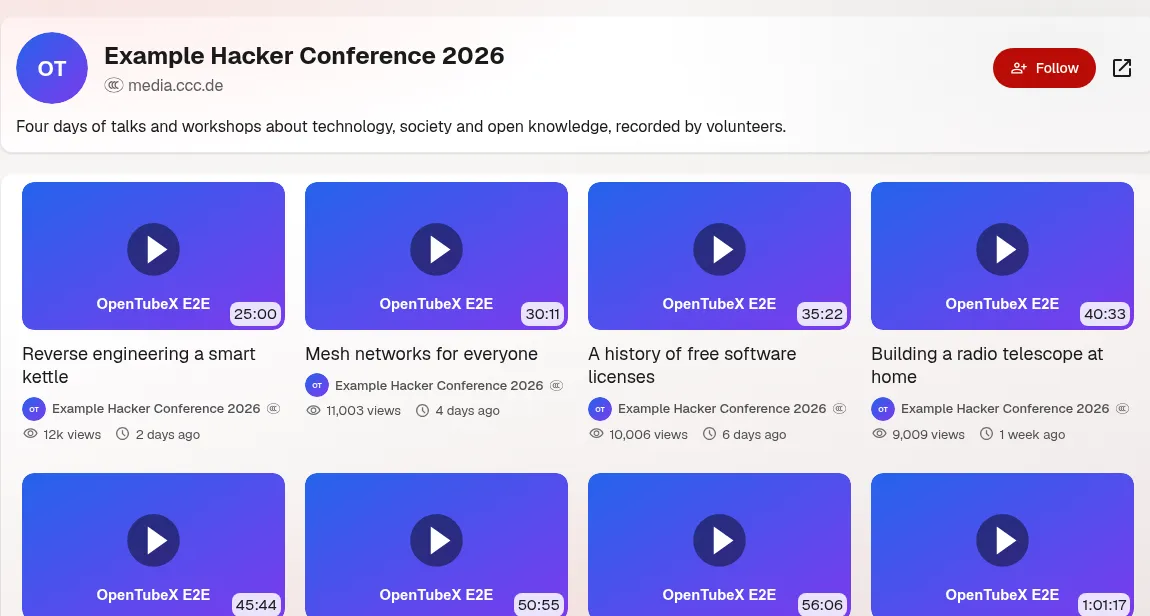 OT
Example Hacker Conference 2026
media.ccc.de
Follow
Four days of talks and workshops about technology, society and open knowledge, recorded by volunteers.
OpenTubeX E2E
25:00
OpenTubeX E2E
30:11
OpenTubeX E2E
35:22
OpenTubeX E2E
40:33
Reverse engineering a smart
kettle
OT Example Hacker Conference 2026
12k views 2 days ago
Mesh networks for everyone
OT Example Hacker Conference 2026
11,003 views 4 days ago
A history of free software
licenses
OT Example Hacker Conference 2026
10,006 views 6 days ago
Building a radio telescope at
home
OT Example Hacker Conference 2026
9,009 views 1 week ago
OpenTubeX E2E
45:44
OpenTubeX E2E
50:55
OpenTubeX E2E
56:06
OpenTubeX E2E
1:01:17